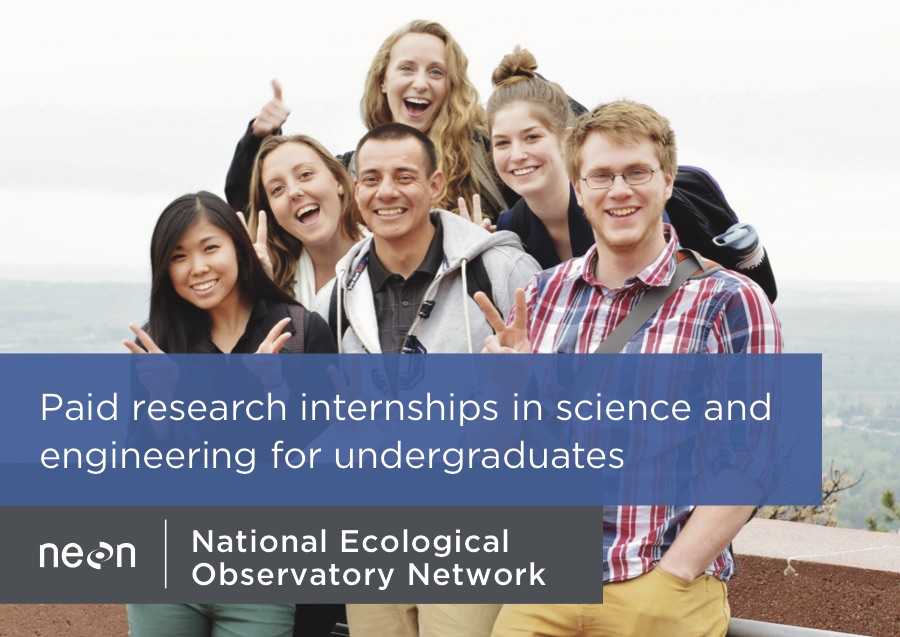 Paid research internships in science and
engineering for undergraduates
neon
National Ecological
Observatory Network